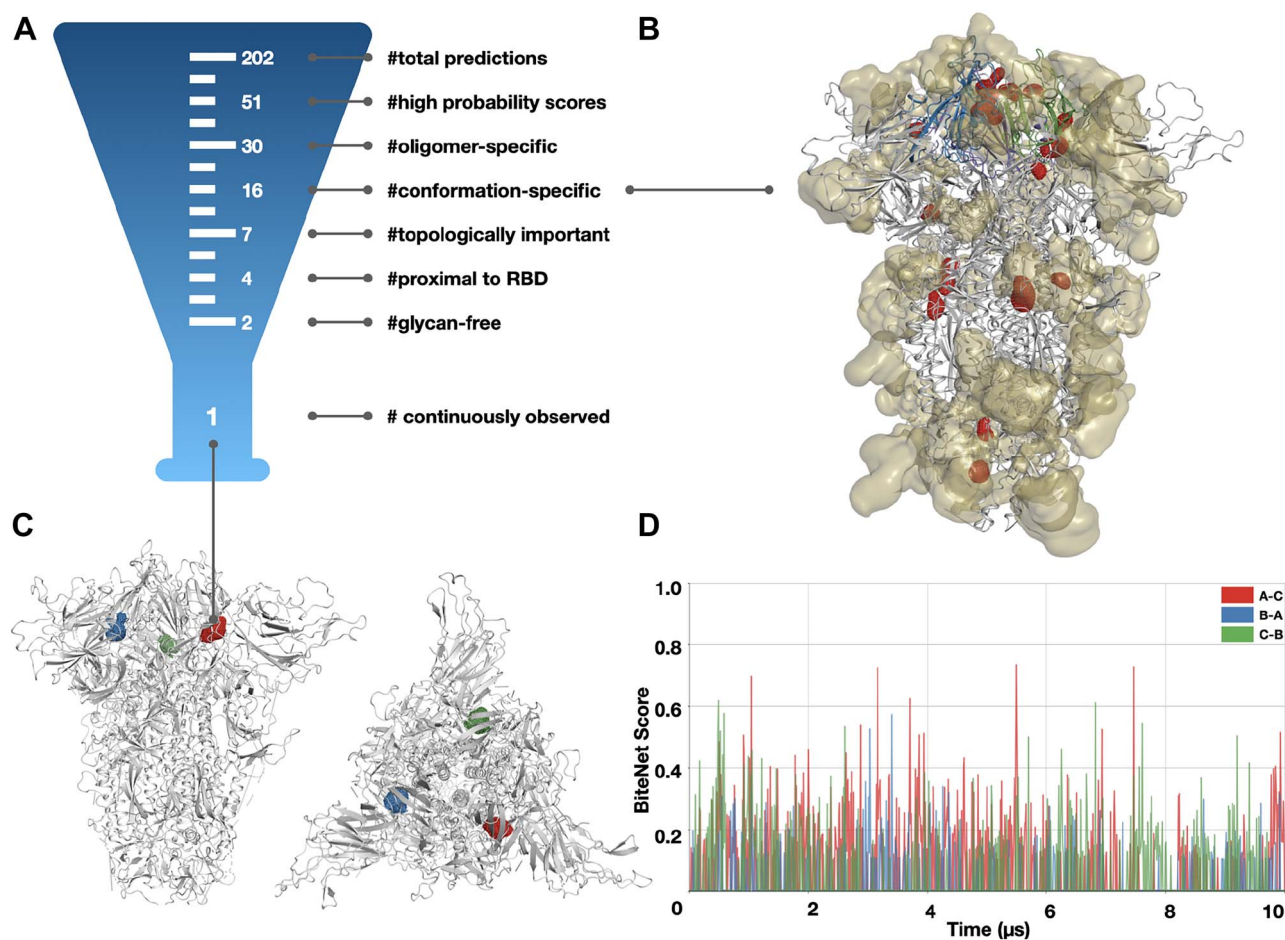 A
202 #total predictions
51 #high probability scores
30 #oligomer-specific
16 #conformation-specific
7 #topologically important
4 #proximal to RBD
2 #glycan-free
1 # continuously observed
B
C
D
1.0
0.8
0.6
0.4
0.2
0 2 4 6 8 10
BiteNet Score
Time (µs)
A-C
B-A
C-B